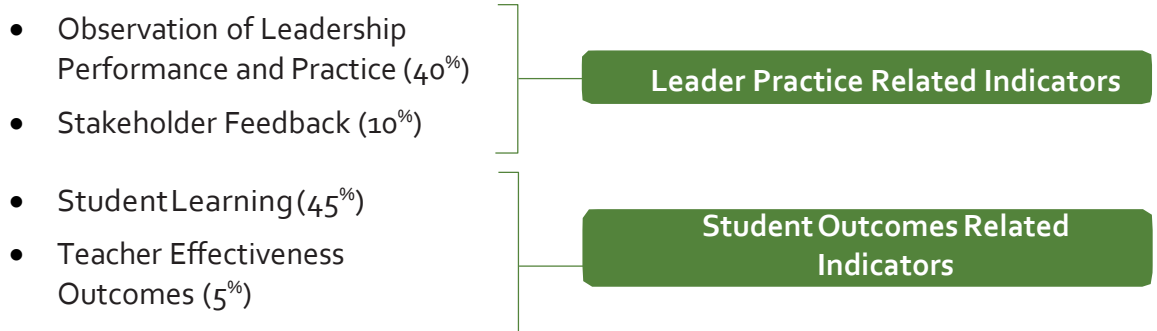 • Observation of Leadership
Performance and Practice (40%)
• Stakeholder Feedback (10%)
Leader Practice Related Indicators
• Student Learning (45%)
• Teacher Effectiveness
Outcomes (5%)
Student Outcomes Related
Indicators